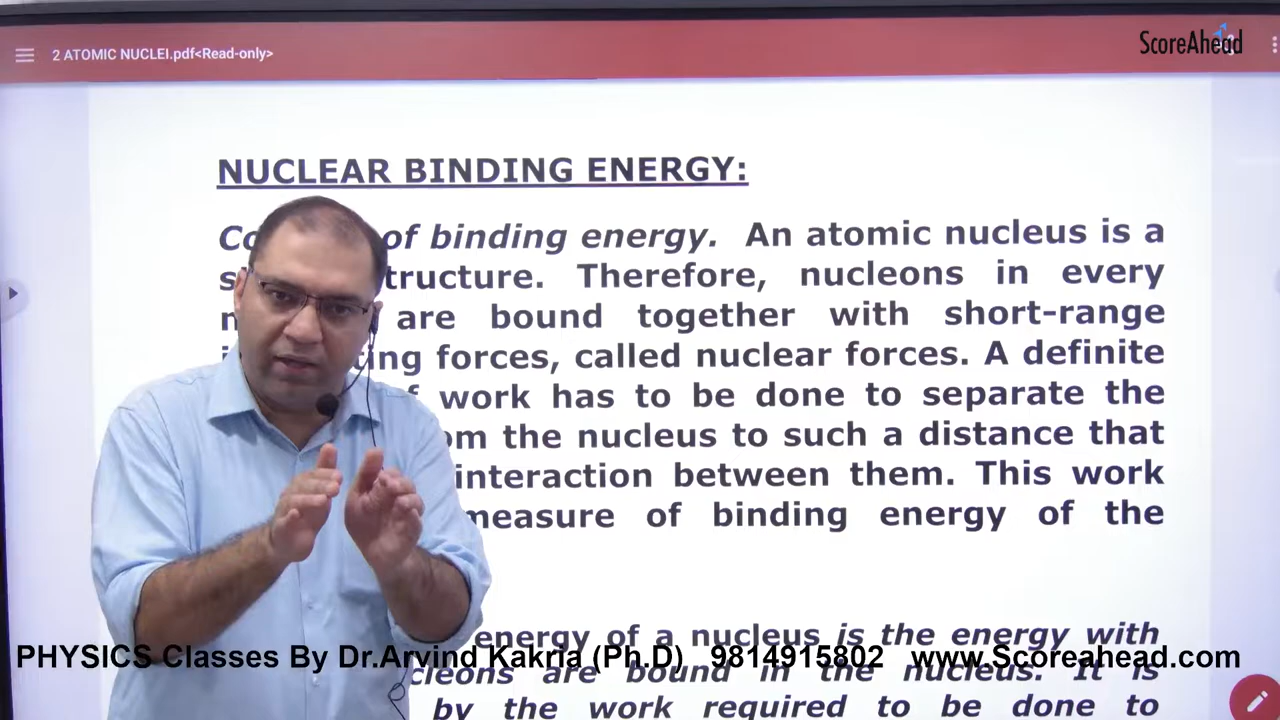 2 ATOMIC NUCLEI.pdf<Read-only>
ScoreAhead
NUCLEAR BINDING ENERGY:
of binding energy. An atomic nucleus is a
tructure. Therefore, nucleons in every
are bound together with short-range
ting forces, called nuclear forces. A definite
work has to be done to separate the
om the nucleus to such a distance that
interaction between them. This work
measure of binding energy of the
energy of a nucleus is the energy with
PHYSICS Classes By Dr.Arvind Kakria (Ph.D) 9814915802 www.Scoreahead.com
cleons are bound in the nucleus. It is
by the work required to be done to